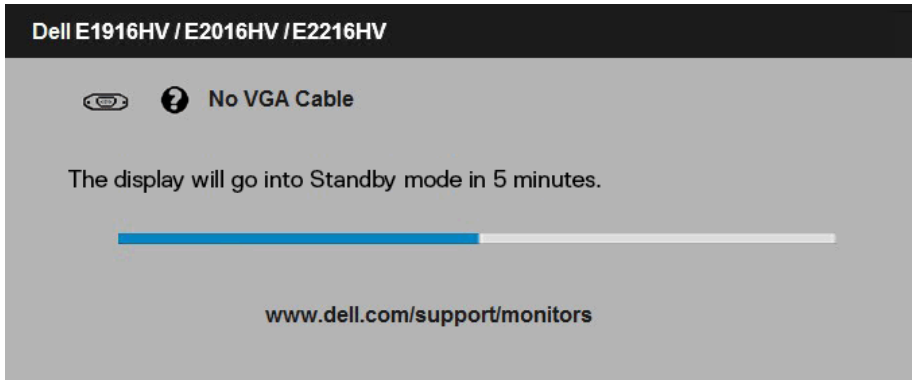 Dell E1916HV / E2016HV / E2216HV
No VGA Cable
The display will go into Standby mode in 5 minutes.
www.dell.com/support/monitors